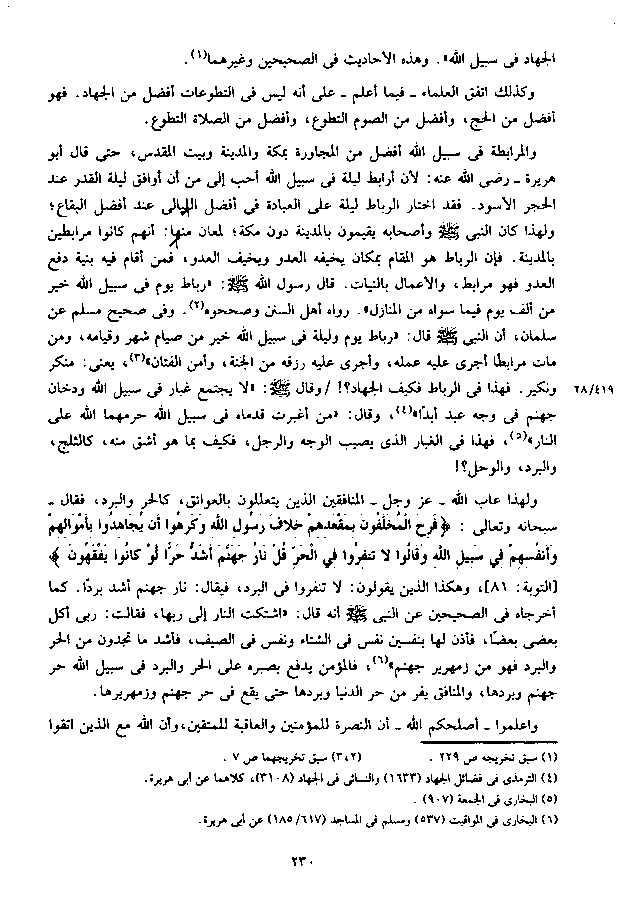 الجهاد فى سبيل الله». وهذه الأحاديث فى الصحيحين وغيرهما(١).
وكذلك اتفق العلماء ـ فيما أعلم ـ على أنه ليس فى التطوعات أفضل من الجهاد. فهو
أفضل من الحج، وأفضل من الصوم التطوع، وأفضل من الصلاة التطوع.
والمرابطة فى سبيل الله أفضل من المجاورة بمكة والمدينة وبيت المقدس، حتى قال أبو
هريرة ـ رضى الله عنه: لأن أرابط ليلة فى سبيل الله أحب إلى من أن أوافق ليلة القدر عند
الحجر الأسود. فقد اختار الرباط ليلة على العبادة فى أفضل الليالى عند أفضل البقاع؛
ولهذا كان النبى ﷺ وأصحابه يقيمون بالمدينة دون مكة؛ لمعان منها: أنهم كانوا مرابطين
بالمدينة. فإن الرباط هو المقام بمكان يخيفه العدو ويخيف العدو، فمن أقام فيه بنية دفع
العدو فهو مرابط، والأعمال بالنيات. قال رسول الله ﷺ: «رباط يوم فى سبيل الله خير
من ألف يوم فيما سواه من المنازل». رواه أهل السنن وصححوه(٢). وفى صحيح مسلم عن
سلمان، أن النبى ﷺ قال: «رباط يوم وليلة فى سبيل الله خير من صيام شهر وقيامه، ومن
مات مرابطًا أجرى عليه عمله، وأجرى عليه رزقه من الجنة، وأمن الفتان»(٣)، يعنى: منكر
ونكير. فهذا فى الرباط فكيف الجهاد؟! /وقال ﷺ: «لا يجتمع غبار فى سبيل الله ودخان
٢٨/٤١٩
جهنم فى وجه عبد أبدًا»(٤)، وقال: «من أغبرت قدماه فى سبيل الله حرمهما الله على
النار»(٥)، فهذا فى الغبار الذى يصيب الوجه والرجل، فكيف بما هو أشق منه، كالثلج،
والبرد، والوحل؟!
ولهذا عاب الله ـ عز وجل ـ المنافقين الذين يتعللون بالعوائق، كالحر والبرد، فقال ـ
سبحانه وتعالى : ﴿ فَرِحَ الْمُخَلَّفُونَ بِمَقْعَدِهِمْ خِلافَ رَسُولِ اللَّهِ وَكَرِهُوا أَن يُجَاهِدُوا بِأَمْوَالِهِمْ
وَأَنفُسِهِمْ فِي سَبِيلِ اللَّهِ وَقَالُوا لا تَنفِرُوا فِي الْحَرِّ قُلْ نَارُ جَهَنَّمَ أَشَدُّ حَرًّا لَّوْ كَانُوا يَفْقَهُونَ ﴾
[التوبة: ٨١]، وهكذا الذين يقولون: لا تنفروا فى البرد، فيقال: نار جهنم أشد بردًا. كما
أخرجاه فى الصحيحين عن النبى ﷺ أنه قال: «اشتكت النار إلى ربها، فقالت: ربى أكل
بعضى بعضًا، فأذن لها بنفسين نفس فى الشتاء ونفس فى الصيف، فأشد ما تجدون من الحر
والبرد فهو من زمهرير جهنم»(٦)، فالمؤمن يدفع بصبره على الحر والبرد فى سبيل الله حر
جهنم وبردها، والمنافق يفر من حر الدنيا وبردها حتى يقع فى حر جهنم وزمهريرها.
واعلموا ـ أصلحكم الله ـ أن النصرة للمؤمنين والعاقبة للمتقين، وأن الله مع الذين اتقوا
(١) سبق تخريجه ص ٢٢٩ . (٢،٣) سبق تخريجهما ص ٧ .
(٤) الترمذى فى فضائل الجهاد (١٦٣٣) والنسائى فى الجهاد (٣١٠٨)، كلاهما عن أبى هريرة.
(٥) البخارى فى الجمعة (٩٠٧) .
(٦) البخارى فى المواقيت (٥٣٧) ومسلم فى المساجد (٦١٧/ ١٨٥) عن أبى هريرة.
٢٣٠